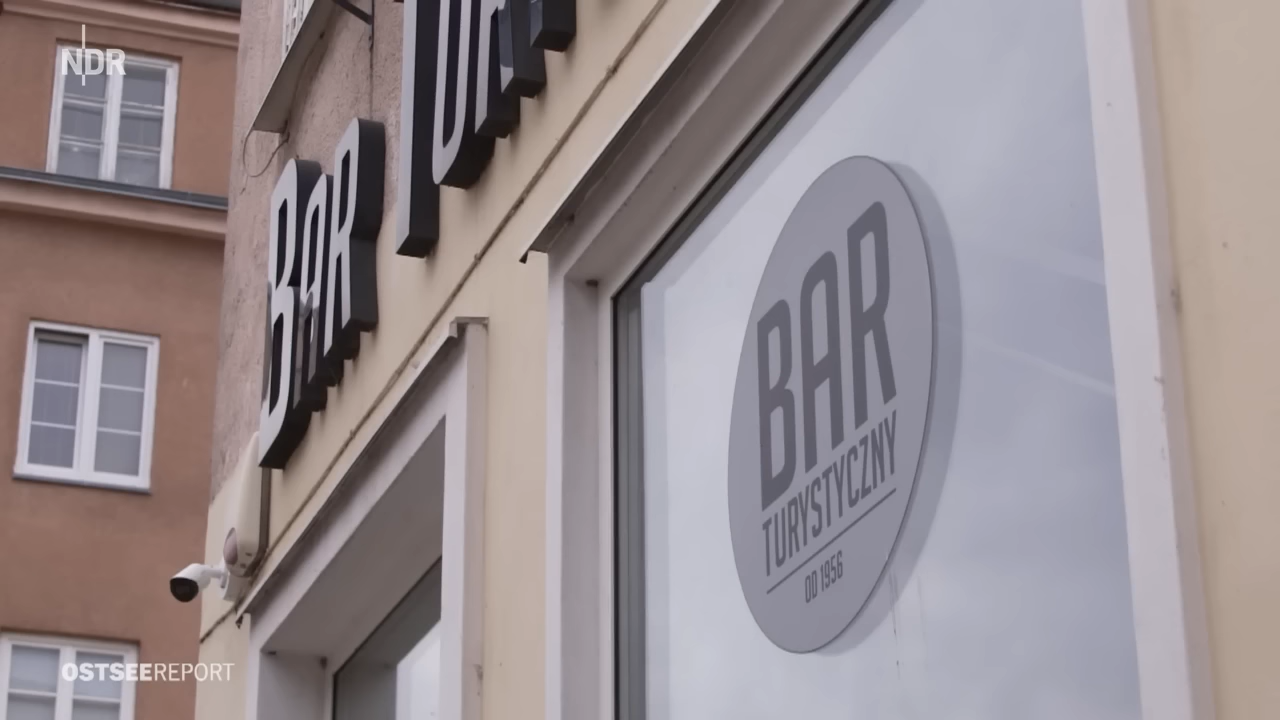 NDR
BAR
BAR
TURYSTYCZNY
OD 1956
OSTSEEREPORT